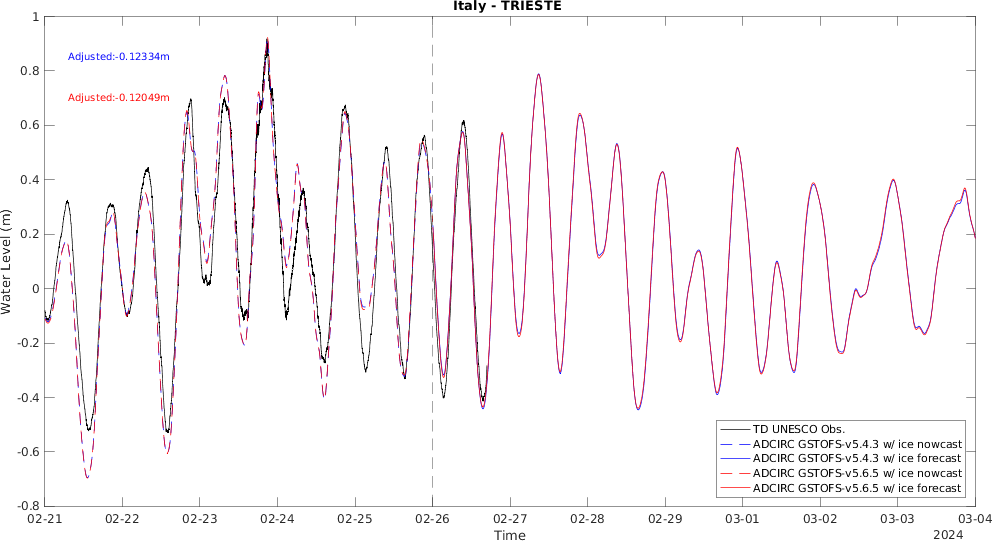 Italy - TRIESTE
Adjusted:-0.12334m
Adjusted:-0.12049m
Water Level (m)
1
0.8
0.6
0.4
0.2
0
-0.2
-0.4
-0.6
-0.8
TD UNESCO Obs.
ADCIRC GSTOFS-v5.4.3 w/ ice nowcast
ADCIRC GSTOFS-v5.4.3 w/ ice forecast
ADCIRC GSTOFS-v5.6.5 w/ ice nowcast
ADCIRC GSTOFS-v5.6.5 w/ ice forecast
02-21 02-22 02-23 02-24 02-25 02-26 02-27 02-28 02-29 03-01 03-02 03-03 03-04
Time
2024